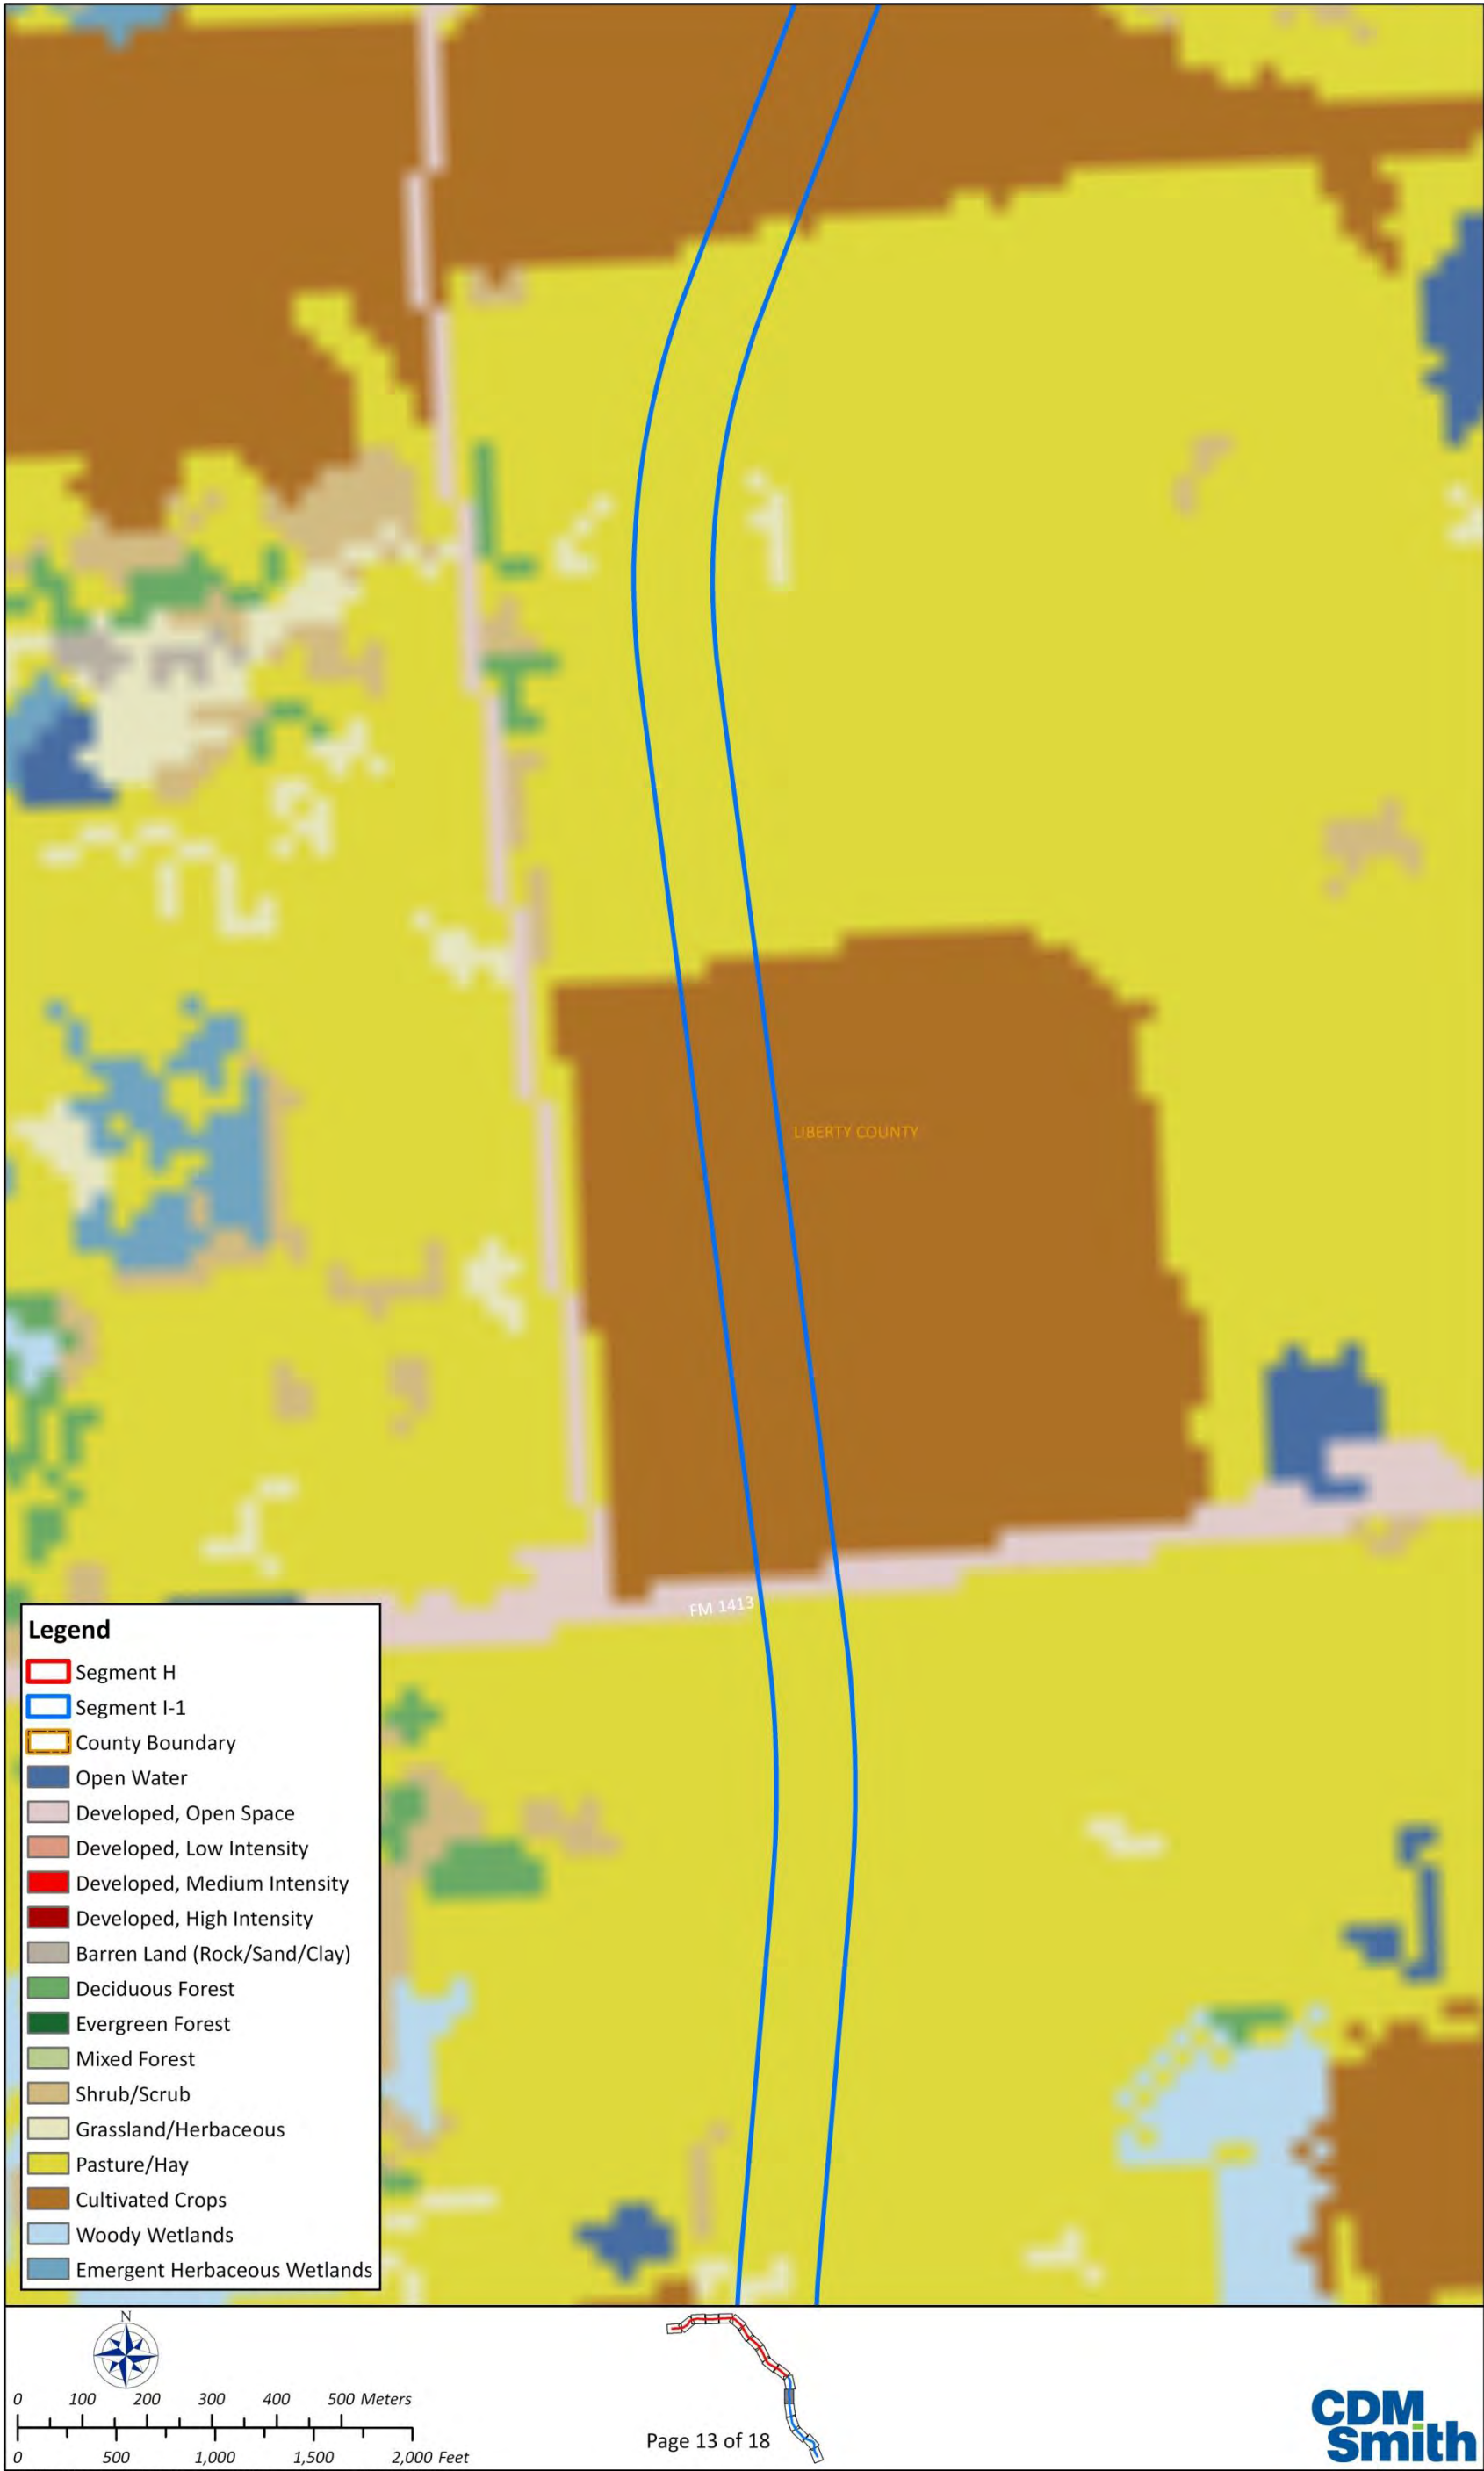 LIBERTY COUNTY
FM 1413
Legend
Segment H
Segment I-1
County Boundary
Open Water
Developed, Open Space
Developed, Low Intensity
Developed, Medium Intensity
Developed, High Intensity
Barren Land (Rock/Sand/Clay)
Deciduous Forest
Evergreen Forest
Mixed Forest
Shrub/Scrub
Grassland/Herbaceous
Pasture/Hay
Cultivated Crops
Woody Wetlands
Emergent Herbaceous Wetlands
N
0 100 200 300 400 500 Meters
0 500 1,000 1,500 2,000 Feet
Page 13 of 18
CDM
Smith